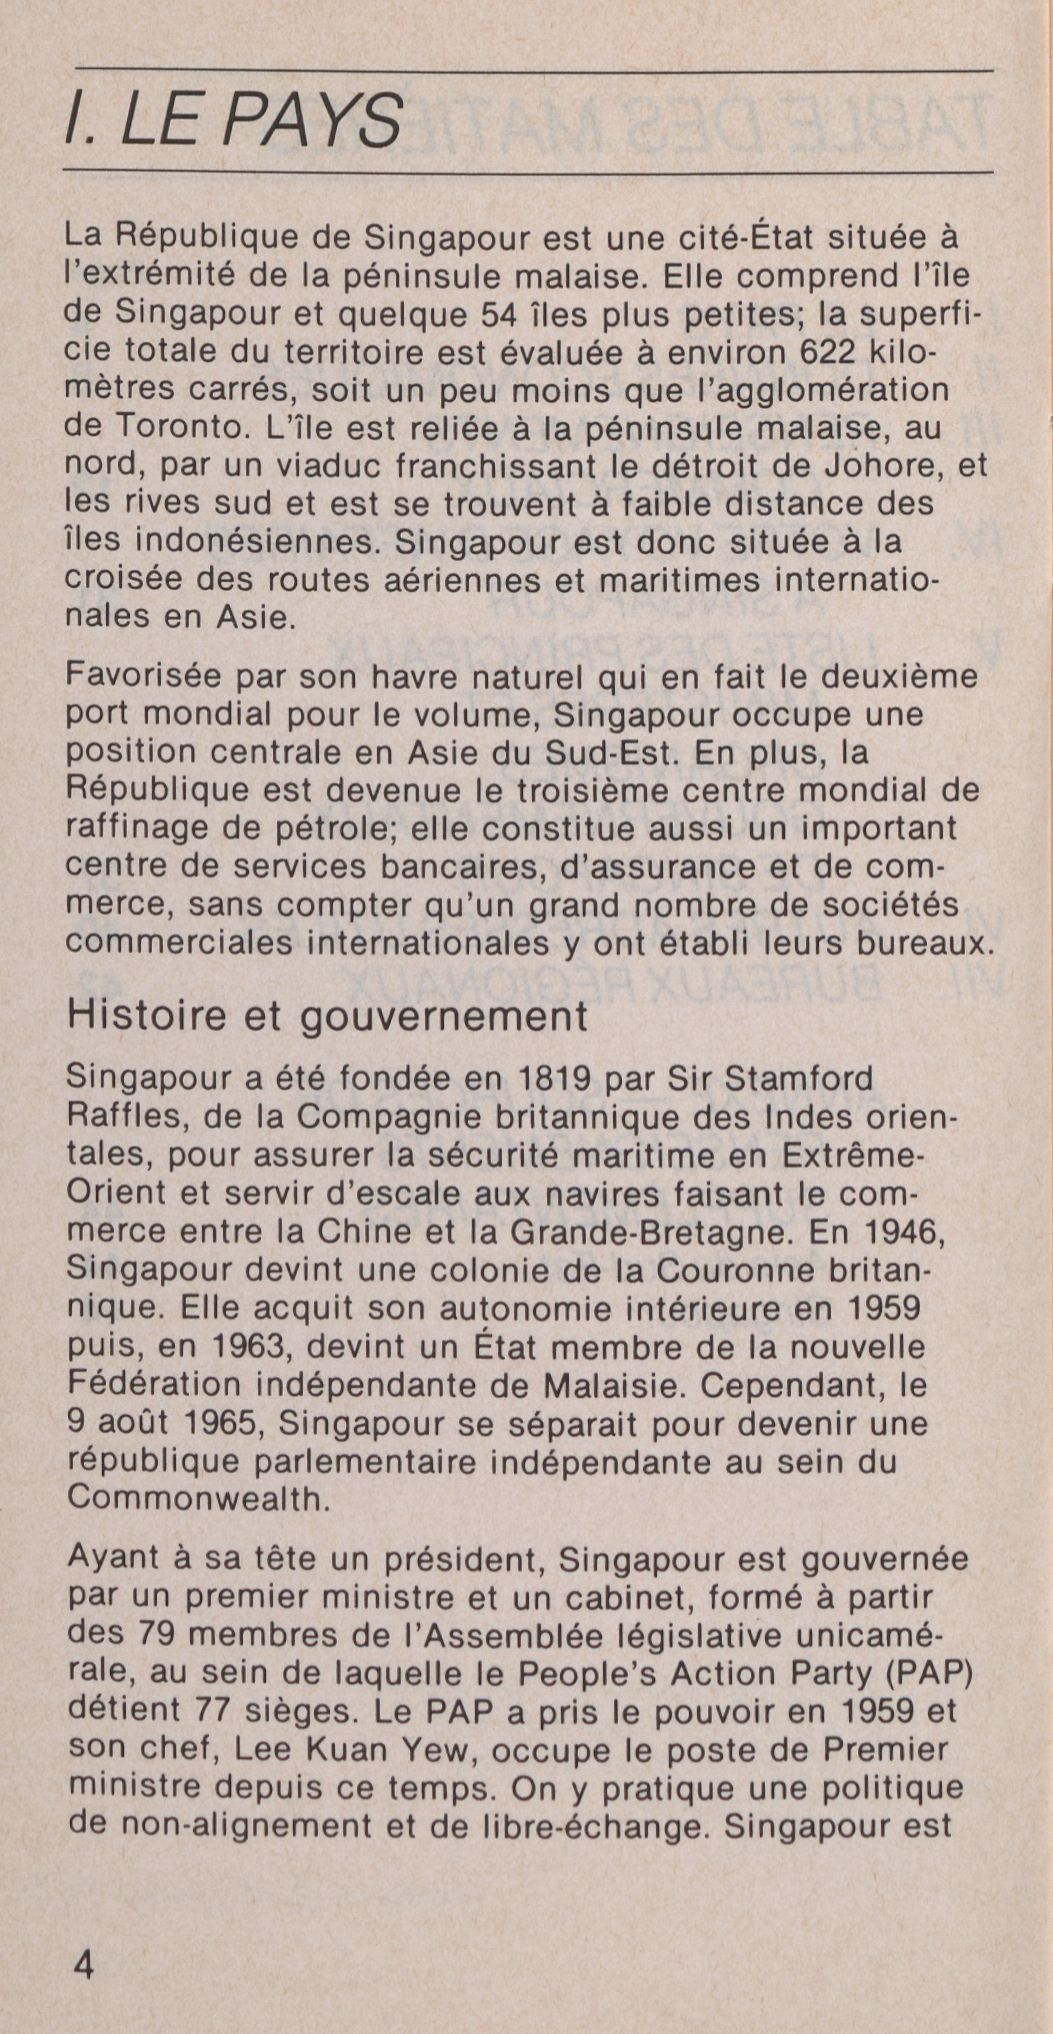 I. LE PAYS
La République de Singapour est une cité-État située à
l'extrémité de la péninsule malaise. Elle comprend l'île
de Singapour et quelque 54 îles plus petites; la superfi-
cie totale du territoire est évaluée à environ 622 kilo-
mètres carrés, soit un peu moins que l'agglomération
de Toronto. L'île est reliée à la péninsule malaise, au
nord, par un viaduc franchissant le détroit de Johore, et
les rives sud et est se trouvent à faible distance des
îles indonésiennes. Singapour est donc située à la
croisée des routes aériennes et maritimes internatio-
nales en Asie.
Favorisée par son havre naturel qui en fait le deuxième
port mondial pour le volume, Singapour occupe une
position centrale en Asie du Sud-Est. En plus, la
République est devenue le troisième centre mondial de
raffinage de pétrole; elle constitue aussi un important
centre de services bancaires, d'assurance et de com-
merce, sans compter qu'un grand nombre de sociétés
commerciales internationales y ont établi leurs bureaux.
Histoire et gouvernement
Singapour a été fondée en 1819 par Sir Stamford
Raffles, de la Compagnie britannique des Indes orien-
tales, pour assurer la sécurité maritime en Extrême-
Orient et servir d'escale aux navires faisant le com-
merce entre la Chine et la Grande-Bretagne. En 1946,
Singapour devint une colonie de la Couronne britan-
nique. Elle acquit son autonomie intérieure en 1959
puis, en 1963, devint un État membre de la nouvelle
Fédération indépendante de Malaisie. Cependant, le
9 août 1965, Singapour se séparait pour devenir une
république parlementaire indépendante au sein du
Commonwealth.
Ayant à sa tête un président, Singapour est gouvernée
par un premier ministre et un cabinet, formé à partir
des 79 membres de l'Assemblée législative unicamé-
rale, au sein de laquelle le People's Action Party (PAP)
détient 77 sièges. Le PAP a pris le pouvoir en 1959 et
son chef, Lee Kuan Yew, occupe le poste de Premier
ministre depuis ce temps. On y pratique une politique
de non-alignement et de libre-échange. Singapour est
4